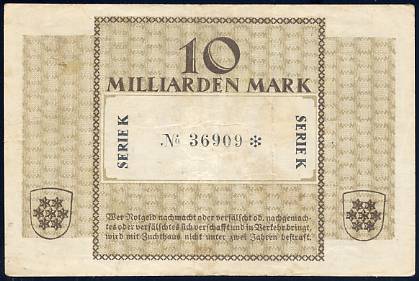 10
MILLIARDEN MARK
SERIE K
№ 36909 *
SERIE K
Wer Notgeld nachmacht oder verfälscht od. nachgemach-
tes oder verfälschtes sich verschafft und in Verkehr bringt,
wird mit Zuchthaus nicht unter zwei Jahren bestraft.